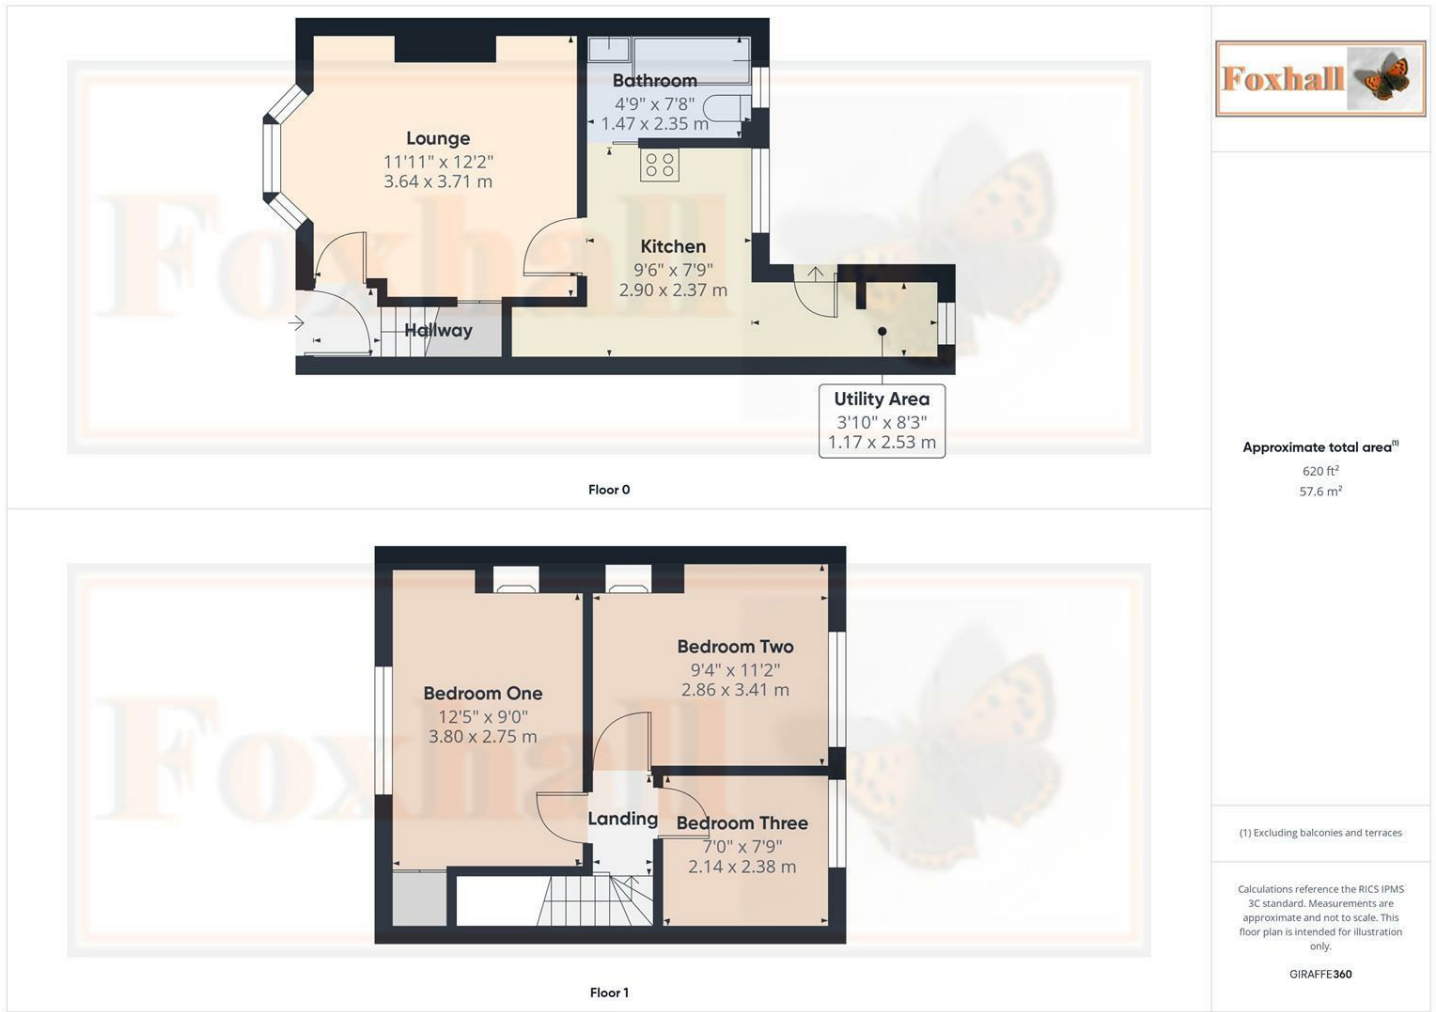 Bathroom
4'9" x 7'8"
1.47 x 2.35 m
Lounge
11'11" x 12'2"
3.64 x 3.71 m
Kitchen
9'6" x 7'9"
2.90 x 2.37 m
Hallway
Utility Area
3'10" x 8'3"
1.17 x 2.53 m
Foxhall
Floor 0
Bedroom Two
9'4" x 11'2"
2.86 x 3.41 m
Bedroom One
12'5" x 9'0"
3.80 x 2.75 m
Landing
Bedroom Three
7'0" x 7'9"
2.14 x 2.38 m
Foxhall
Floor 1
Foxhall
Approximate total area(1)
620 ft²
57.6 m²
(1) Excluding balconies and terraces
Calculations reference the RICS IPMS
3C standard. Measurements are
approximate and not to scale. This
floor plan is intended for illustration
only.
GIRAFFE360